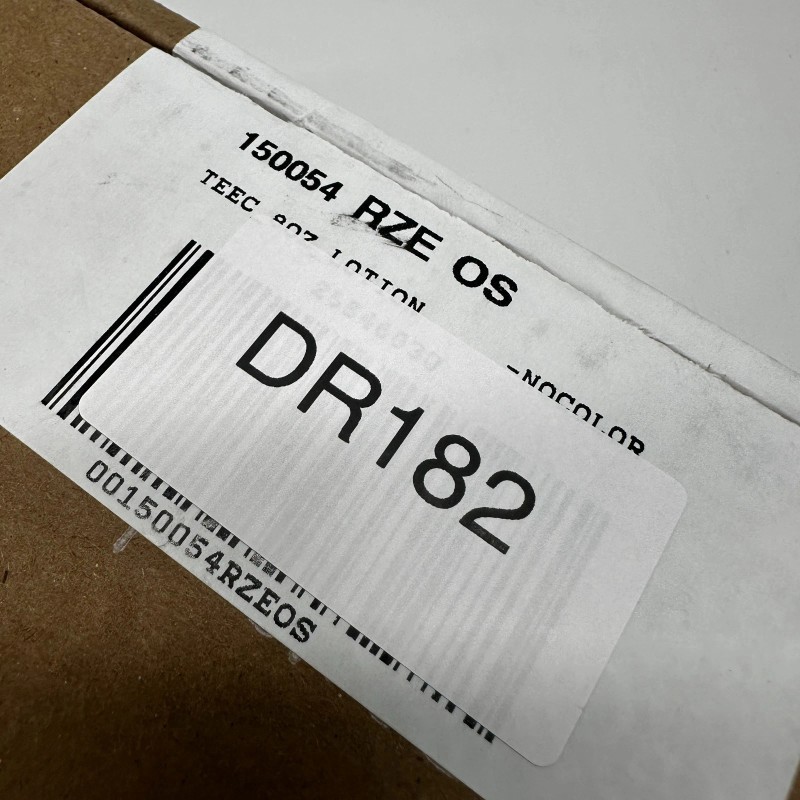 150054 RZE OS
TEEC 8OZ LOTION
-NOCOLOR
DR182
00150054RZEOS